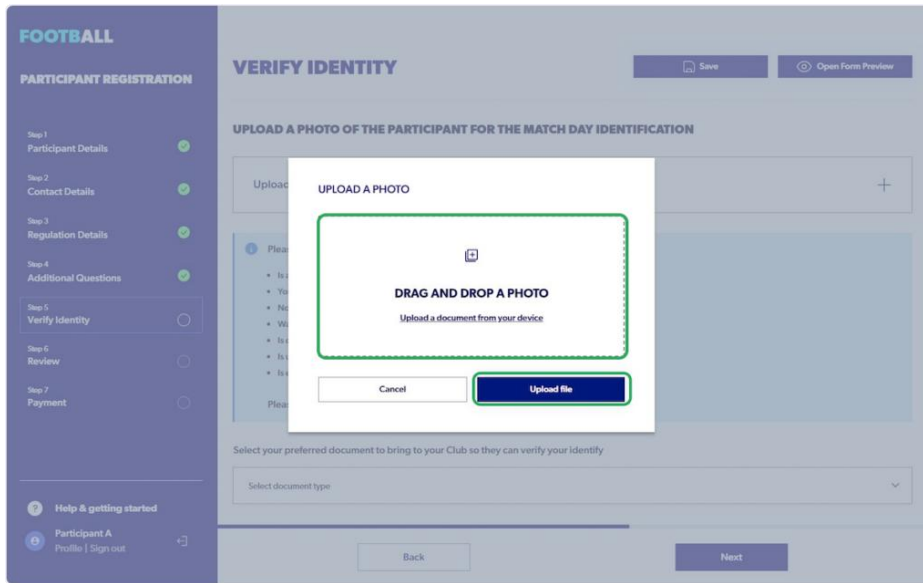 FOOTBALL
PARTICIPANT REGISTRATION
Step 1
Participant Details
Step 2
Contact Details
Step 3
Regulation Details
Step 4
Additional Questions
Step 5
Verify Identity
Step 6
Review
Step 7
Payment
Help & getting started
Participant A
Profile | Sign out
VERIFY IDENTITY
Save
Open Form Preview
UPLOAD A PHOTO OF THE PARTICIPANT FOR THE MATCH DAY IDENTIFICATION
UPLOAD A PHOTO
DRAG AND DROP A PHOTO
Upload a document from your device
Cancel
Upload file
Select your preferred document to bring to your Club so they can verify your identify
Select document type
Back
Next